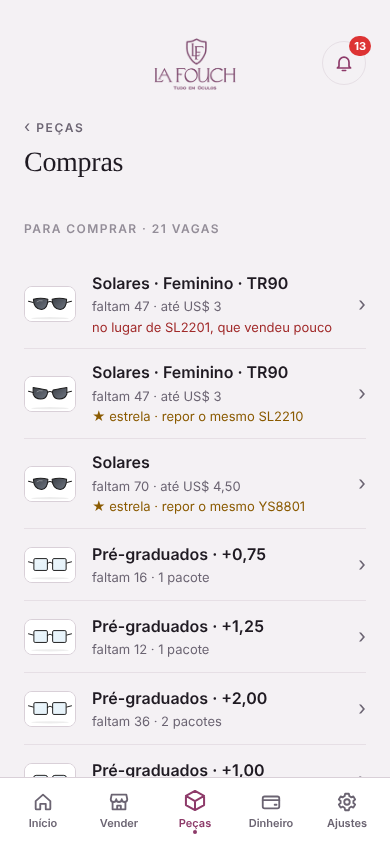 LA FOUCH
TUDO EM ÓCULOS
13
‹ PEÇAS
Compras
PARA COMPRAR · 21 VAGAS
Solares · Feminino · TR90
faltam 47 · até US$ 3
no lugar de SL2201, que vendeu pouco
Solares · Feminino · TR90
faltam 47 · até US$ 3
★ estrela · repor o mesmo SL2210
Solares
faltam 70 · até US$ 4,50
★ estrela · repor o mesmo YS8801
Pré-graduados · +0,75
faltam 16 · 1 pacote
Pré-graduados · +1,25
faltam 12 · 1 pacote
Pré-graduados · +2,00
faltam 36 · 2 pacotes
Pré-graduados · +1,00
Início
Vender
Peças
Dinheiro
Ajustes